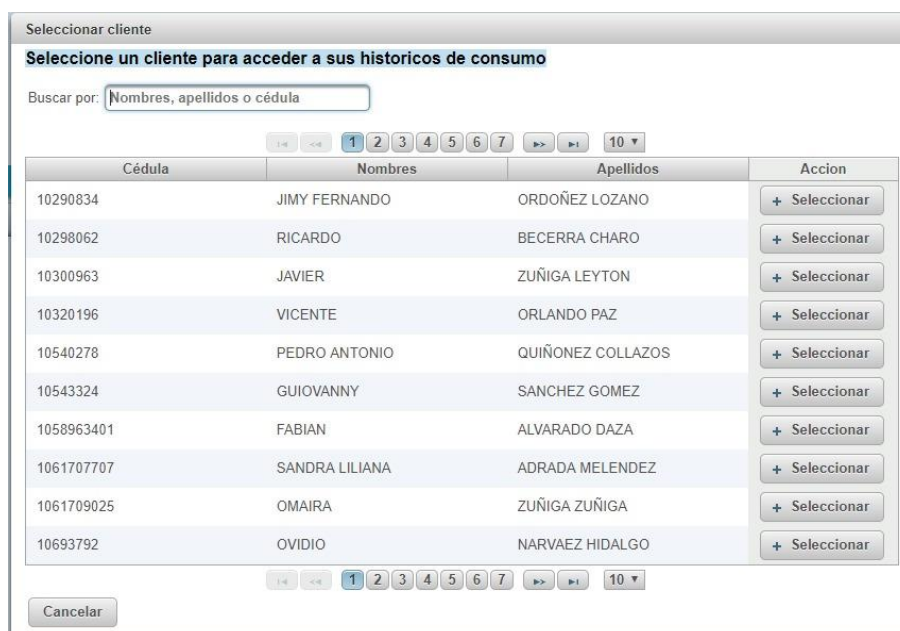 Seleccionar cliente
Seleccione un cliente para acceder a sus historicos de consumo
Buscar por: Nombres, apellidos o cédula
1 2 3 4 5 6 7 10
Cédula Nombres Apellidos Accion
10290834 JIMY FERNANDO ORDOÑEZ LOZANO + Seleccionar
10298062 RICARDO BECERRA CHARO + Seleccionar
10300963 JAVIER ZUÑIGA LEYTON + Seleccionar
10320196 VICENTE ORLANDO PAZ + Seleccionar
10540278 PEDRO ANTONIO QUIÑONEZ COLLAZOS + Seleccionar
10543324 GUIOVANNY SANCHEZ GOMEZ + Seleccionar
1058963401 FABIAN ALVARADO DAZA + Seleccionar
1061707707 SANDRA LILIANA ADRADA MELENDEZ + Seleccionar
1061709025 OMAIRA ZUÑIGA ZUÑIGA + Seleccionar
10693792 OVIDIO NARVAEZ HIDALGO + Seleccionar
1 2 3 4 5 6 7 10
Cancelar